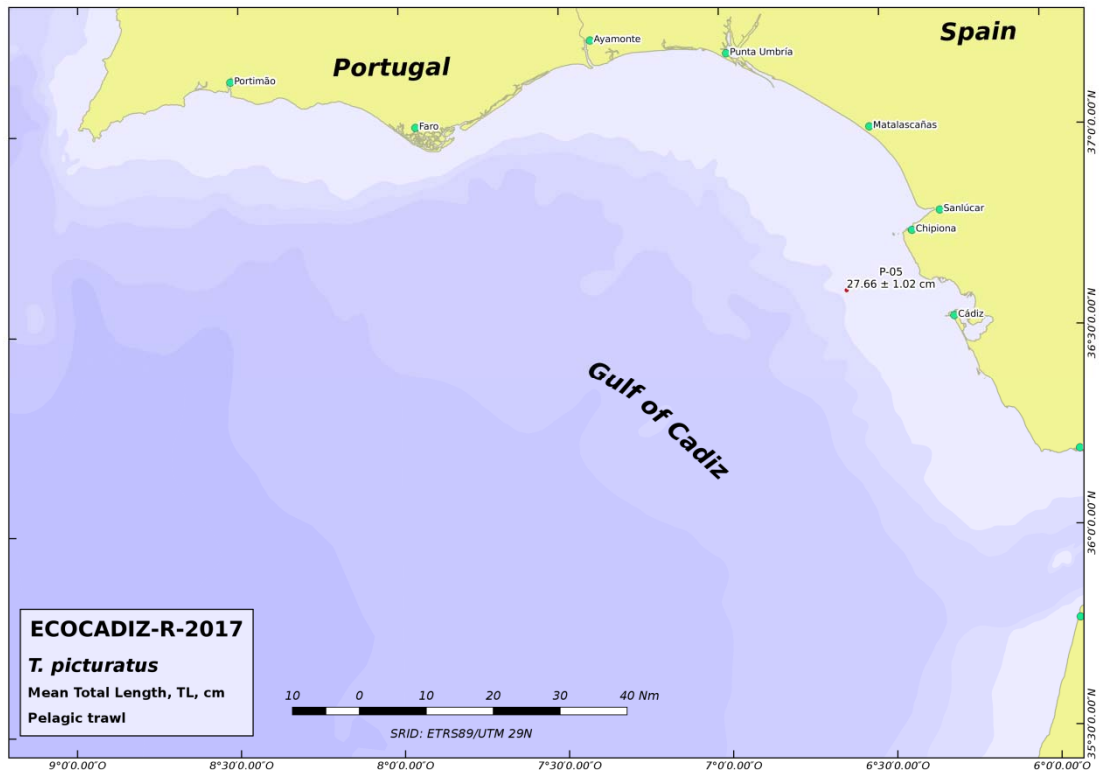 Spain
Portugal
Ayamonte
Punta Umbría
Portimão
Faro
Matalascañas
37°0'0.00"N
Sanlúcar
Chipiona
P-05
27.66 ± 1.02 cm
Cádiz
36°30'0.00"N
Gulf of Cadiz
36°0'0.00"N
ECOCADIZ-R-2017
T. picturatus
Mean Total Length, TL, cm
Pelagic trawl
10 0 10 20 30 40 Nm
SRID: ETRS89/UTM 29N
35°30'0.00"N
9°0'0.00"O 8°30'0.00"O 8°0'0.00"O 7°30'0.00"O 7°0'0.00"O 6°30'0.00"O 6°0'0.00"O